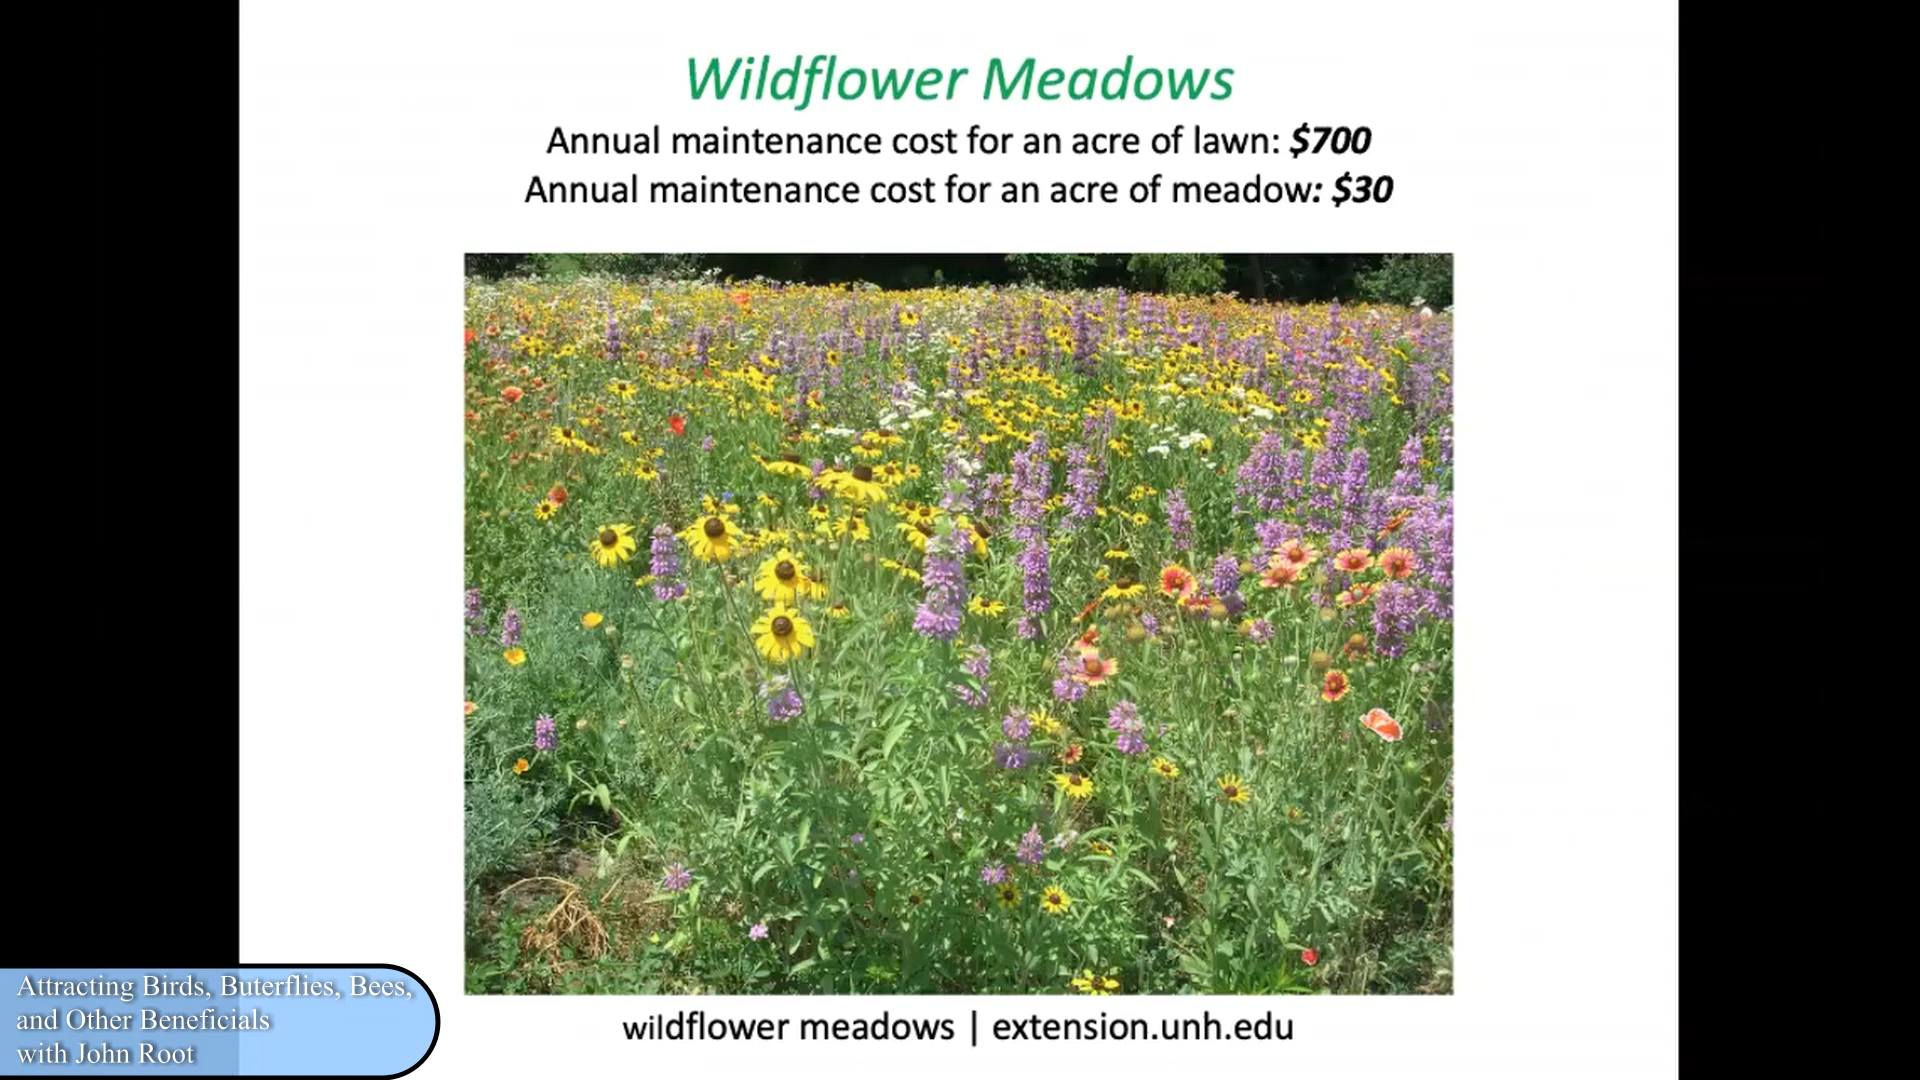 Wildflower Meadows
Annual maintenance cost for an acre of lawn: $700
Annual maintenance cost for an acre of meadow: $30
wildflower meadows | extension.unh.edu
Attracting Birds, Buterflies, Bees,
and Other Beneficials
with John Root